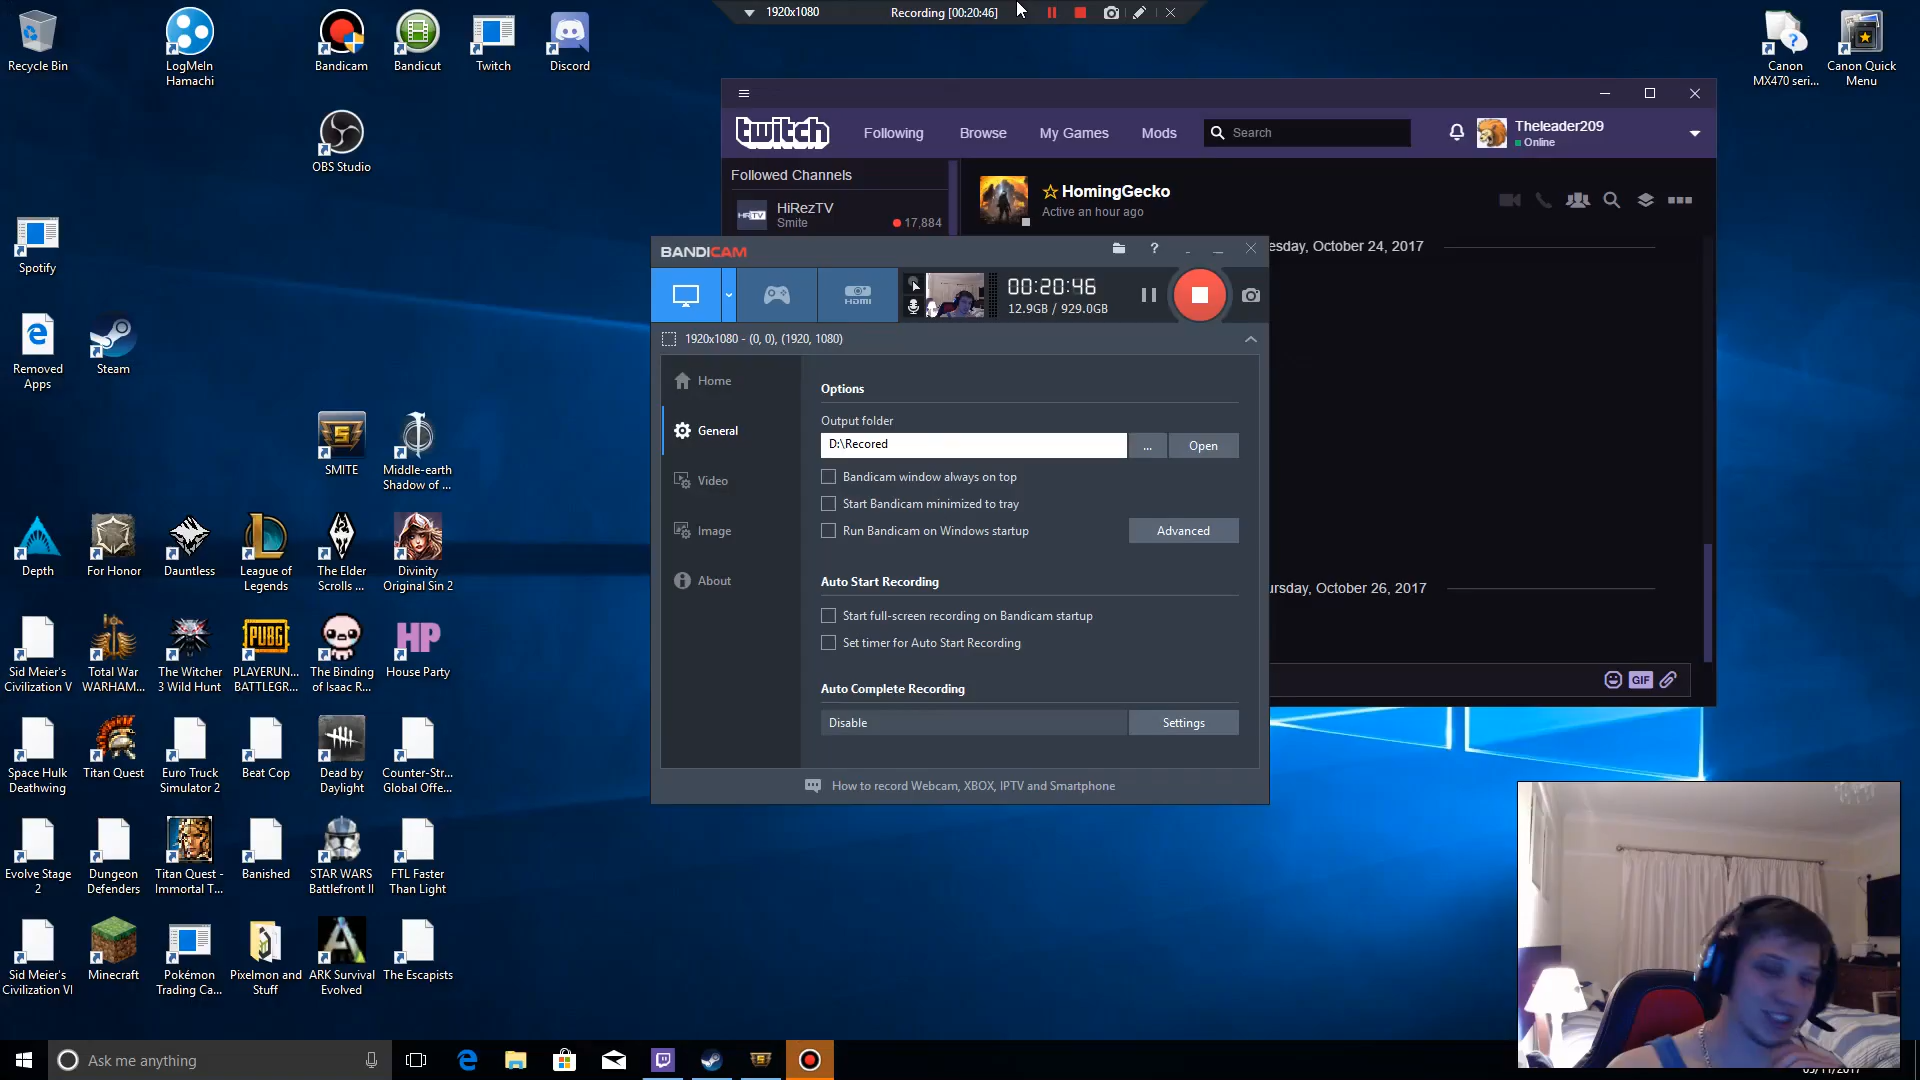 1920x1080
Recording [00:20:46]
Recycle Bin
LogMeIn
Hamachi
Bandicam
Bandicut
Twitch
Discord
Canon
MX470 seri...
Canon Quick
Menu
OBS Studio
twitch
Following
Browse
My Games
Mods
Search
Theleader209
Online
Followed Channels
HiRezTV
Smite
17,884
HomingGecko
Active an hour ago
Spotify
BANDICAM
?
esday, October 24, 2017
HDMI
00:20:46
12.9GB / 929.0GB
1920x1080 - (0, 0), (1920, 1080)
Removed
Apps
Steam
Home
General
Video
Image
About
Options
Output folder
D:\Recored
...
Open
Bandicam window always on top
Start Bandicam minimized to tray
Run Bandicam on Windows startup
Advanced
Auto Start Recording
Start full-screen recording on Bandicam startup
Set timer for Auto Start Recording
Auto Complete Recording
Disable
Settings
How to record Webcam, XBOX, IPTV and Smartphone
ursday, October 26, 2017
GIF
SMITE
Middle-earth
Shadow of ...
Depth
For Honor
Dauntless
League of
Legends
The Elder
Scrolls ...
Divinity
Original Sin 2
PUBG
HP
Sid Meier's
Civilization V
Total War
WARHAM...
The Witcher
3 Wild Hunt
PLAYERUN...
BATTLEGR...
The Binding
of Isaac R...
House Party
Space Hulk
Deathwing
Titan Quest
Euro Truck
Simulator 2
Beat Cop
Dead by
Daylight
Counter-Str...
Global Offe...
Evolve Stage
2
Dungeon
Defenders
Titan Quest -
Immortal T...
Banished
STAR WARS
Battlefront II
FTL Faster
Than Light
Sid Meier's
Civilization VI
Minecraft
Pokémon
Trading Ca...
Pixelmon and
Stuff
ARK Survival
Evolved
The Escapists
Ask me anything